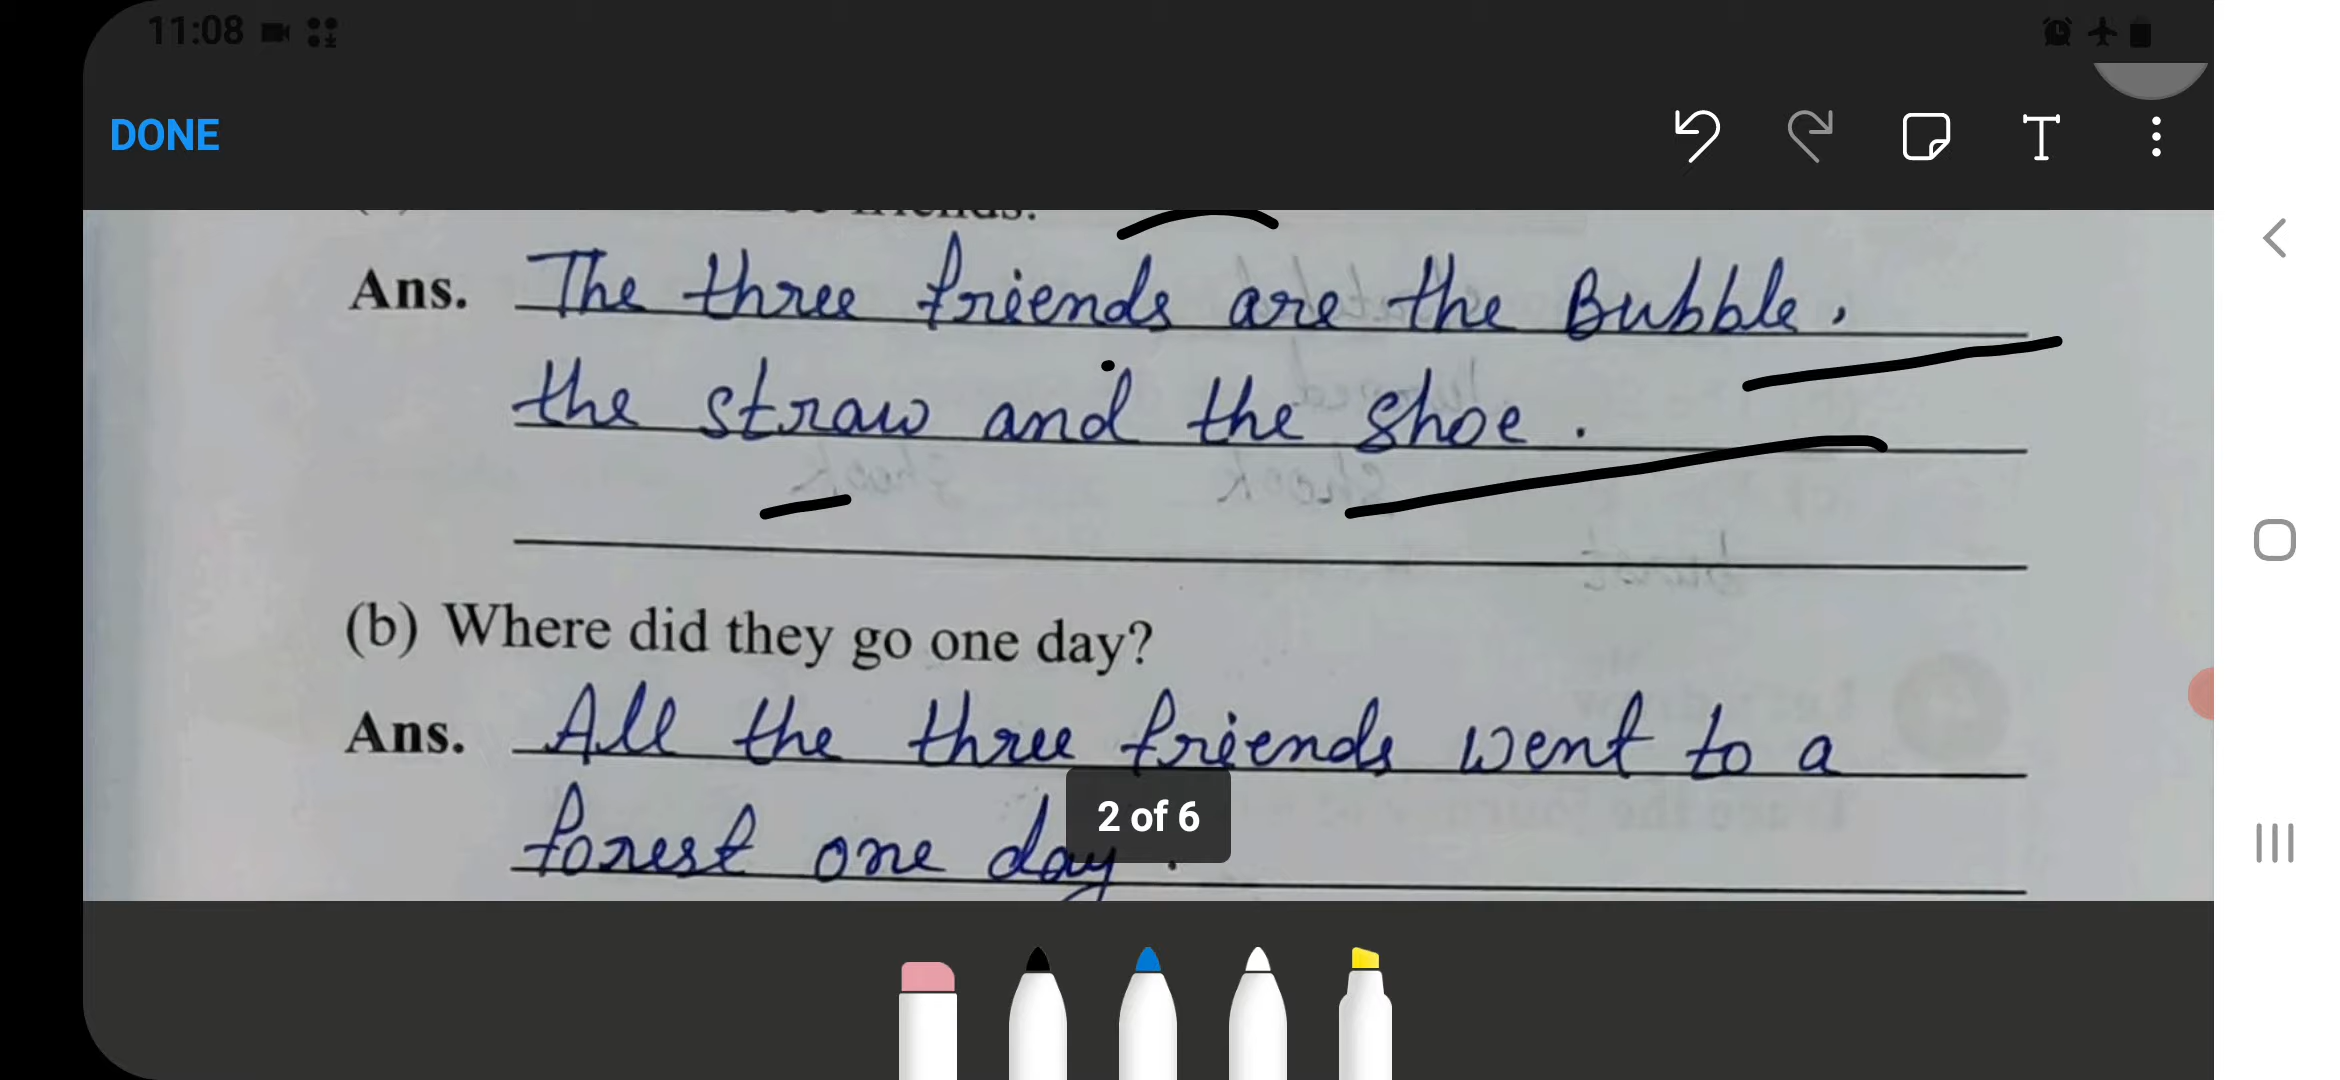 11:08
DONE
T
friends.
Ans. The three friends are the Bubble,
the straw and the shoe.
(b) Where did they go one day?
Ans. All the three friends went to a
forest one day.
2 of 6